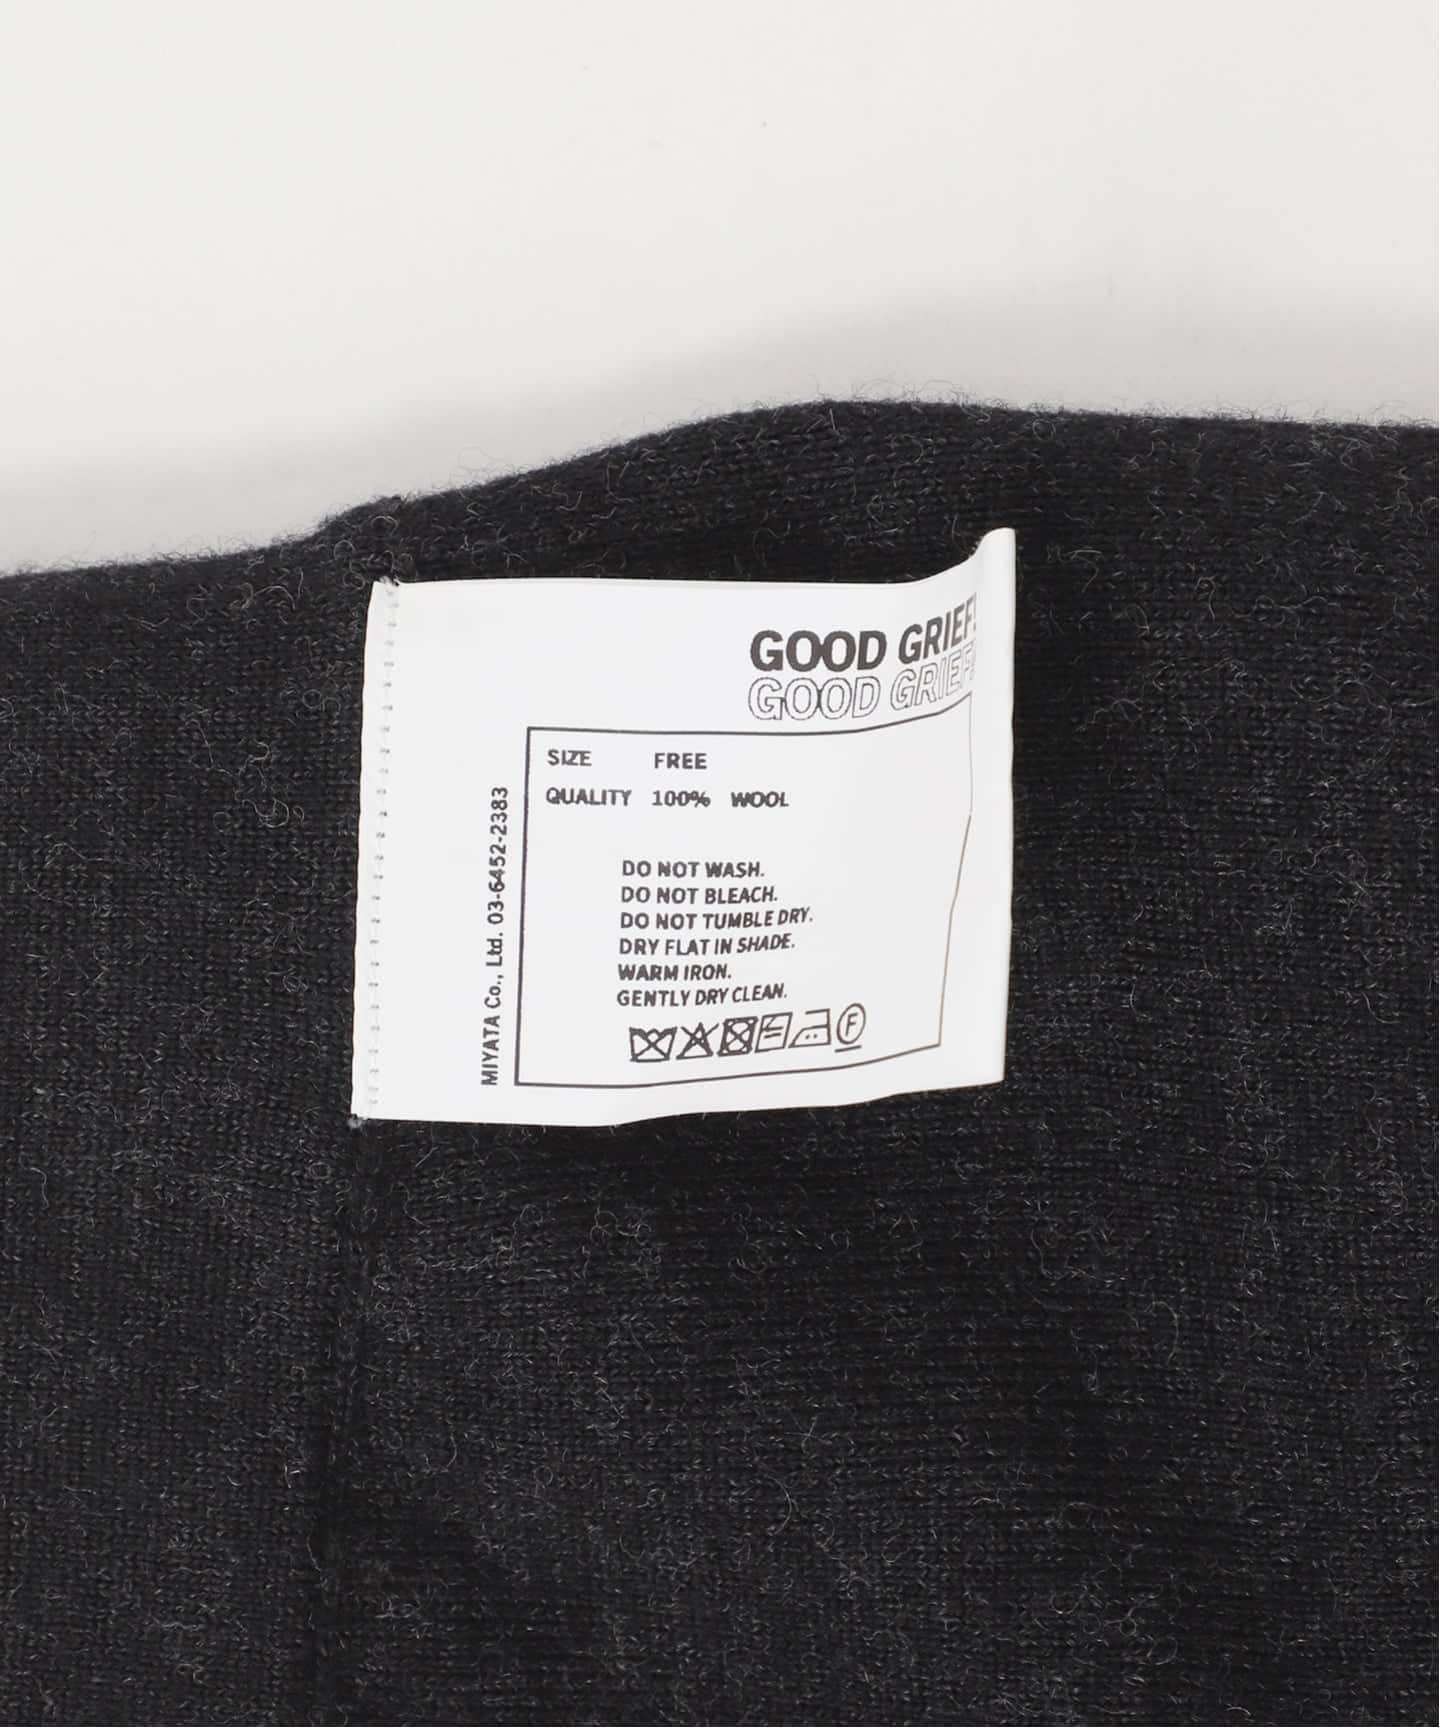 GOOD GRIEF!
GOOD GRIEF!
SIZE FREE
QUALITY 100% WOOL
DO NOT WASH.
DO NOT BLEACH.
DO NOT TUMBLE DRY.
DRY FLAT IN SHADE.
WARM IRON.
GENTLY DRY CLEAN.
F
MIYATA Co., Ltd. 03-6452-2383